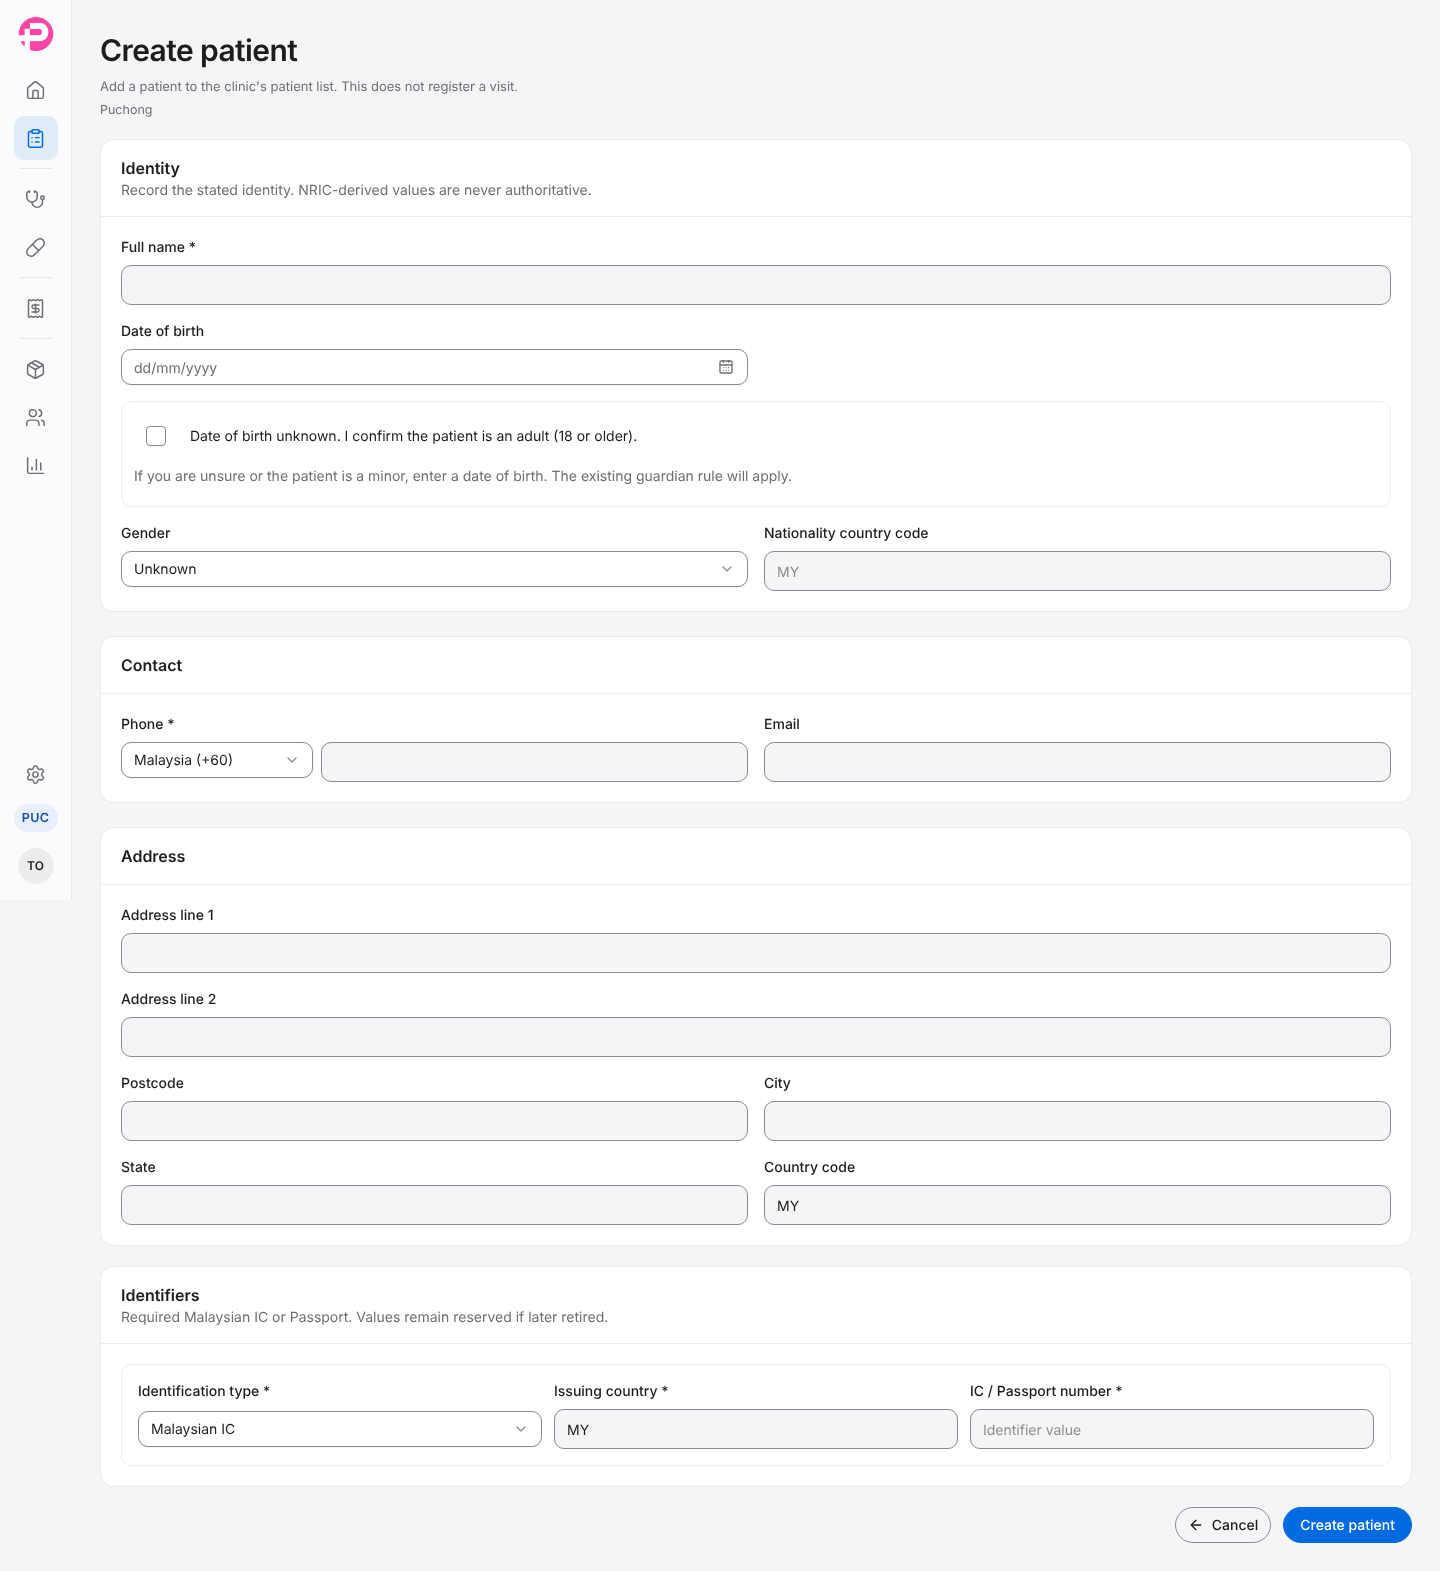 Create patient
Add a patient to the clinic's patient list. This does not register a visit.
Puchong
Identity
Record the stated identity. NRIC-derived values are never authoritative.
Full name *
Date of birth
dd/mm/yyyy
Date of birth unknown. I confirm the patient is an adult (18 or older).
If you are unsure or the patient is a minor, enter a date of birth. The existing guardian rule will apply.
Gender
Nationality country code
Unknown
MY
Contact
Phone *
Email
Malaysia (+60)
PUC
TO
Address
Address line 1
Address line 2
Postcode
City
State
Country code
MY
Identifiers
Required Malaysian IC or Passport. Values remain reserved if later retired.
Identification type *
Issuing country *
IC / Passport number *
Malaysian IC
MY
Identifier value
Cancel
Create patient